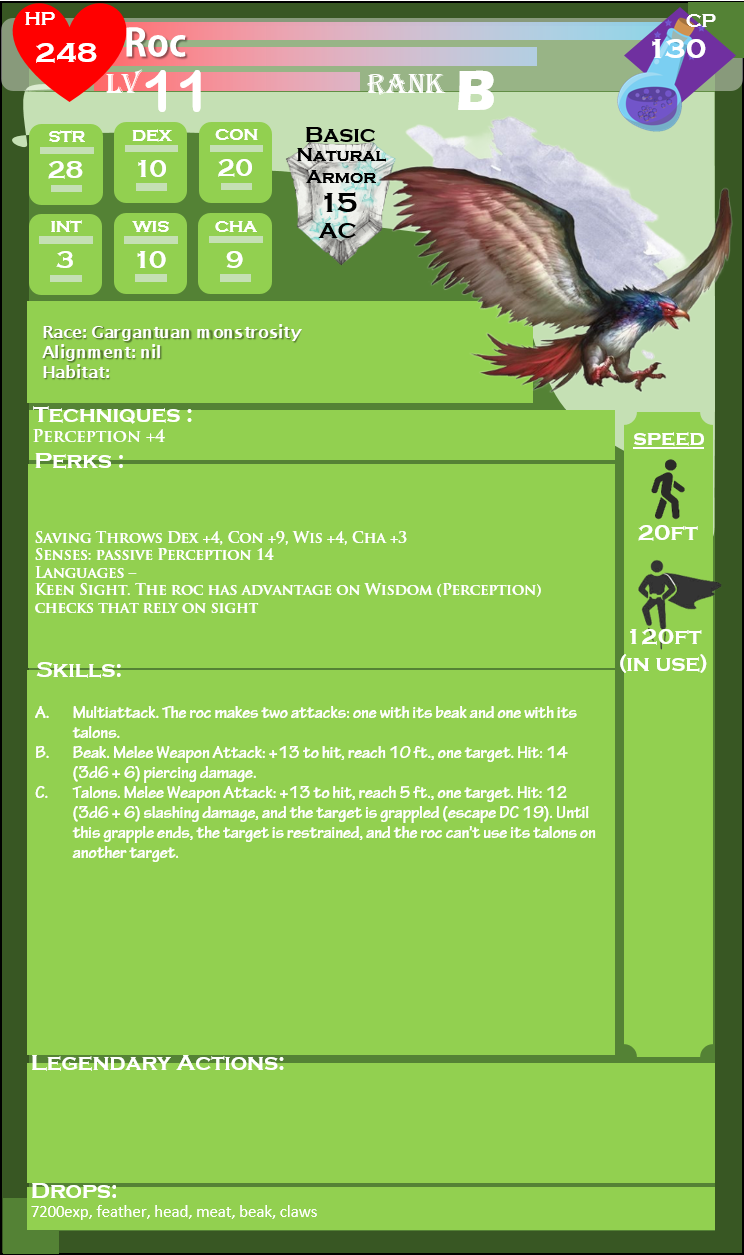 HP
248
Roc
CP
130
LV 11
RANK B
STR
28
DEX
10
CON
20
INT
3
WIS
10
CHA
9
Basic
Natural
Armor
15
AC
Race: Gargantuan monstrosity
Alignment: nil
Habitat:
Techniques :
Perception +4
Perks :
Saving Throws Dex +4, Con +9, Wis +4, Cha +3
Senses: passive Perception 14
Languages –
Keen Sight. The roc has advantage on Wisdom (Perception)
checks that rely on sight
SPEED
20FT
120FT
(IN USE)
Skills:
A. Multiattack. The roc makes two attacks: one with its beak and one with its
talons.
B. Beak. Melee Weapon Attack: +13 to hit, reach 10 ft., one target. Hit: 14
(3d6 + 6) piercing damage.
C. Talons. Melee Weapon Attack: +13 to hit, reach 5 ft., one target. Hit: 12
(3d6 + 6) slashing damage, and the target is grappled (escape DC 19). Until
this grapple ends, the target is restrained, and the roc can't use its talons on
another target.
Legendary Actions:
Drops:
7200exp, feather, head, meat, beak, claws